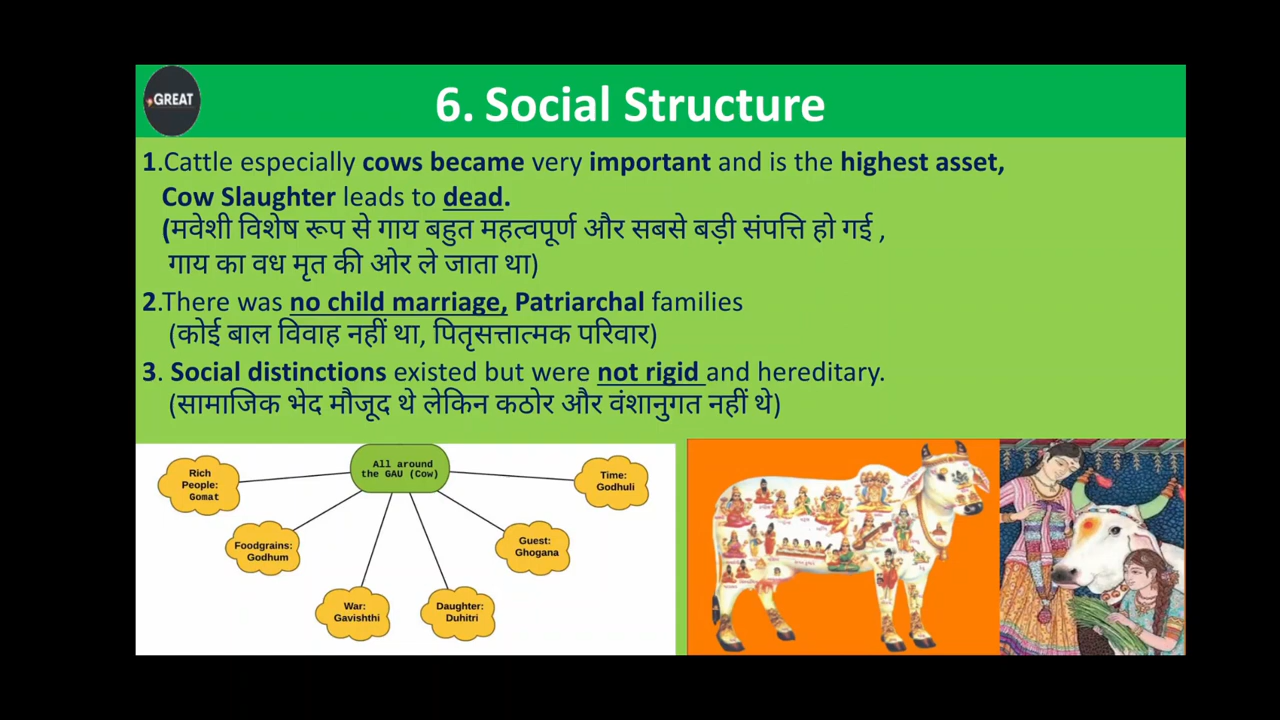 GREAT
6. Social Structure
1.Cattle especially cows became very important and is the highest asset,
Cow Slaughter leads to dead.
(मवेशी विशेष रूप से गाय बहुत महत्वपूर्ण और सबसे बड़ी संपत्ति हो गई ,
गाय का वध मृत की ओर ले जाता था)
2.There was no child marriage, Patriarchal families
(कोई बाल विवाह नहीं था, पितृसत्तात्मक परिवार)
3. Social distinctions existed but were not rigid and hereditary.
(सामाजिक भेद मौजूद थे लेकिन कठोर और वंशानुगत नहीं थे)
All around
the GAU (Cow)
Rich
People:
Gomat
Foodgrains:
Godhum
War:
Gavishthi
Daughter:
Duhitri
Guest:
Ghogana
Time:
Godhuli